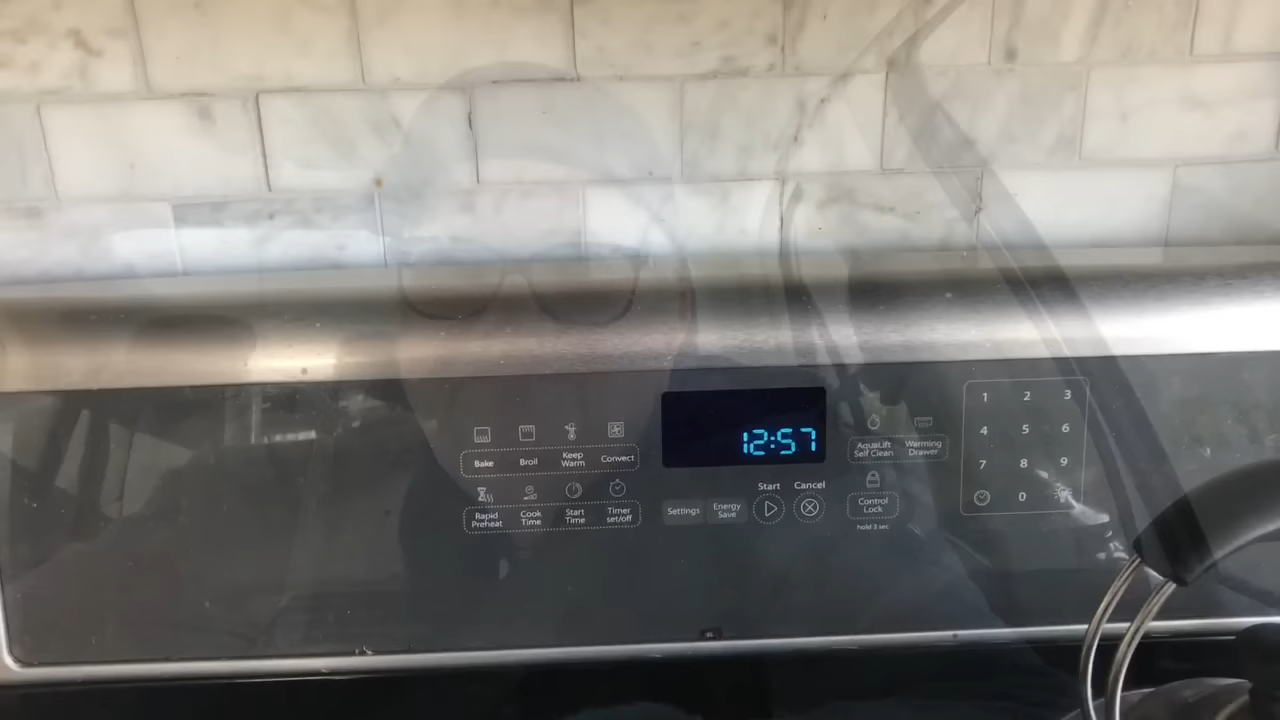 12:57
Bake Broil Keep Warm Convect
Rapid Preheat Cook Time Start Time Timer set/off
Settings Energy Save Start Cancel
AquaLift Self Clean Warming Drawer
Control Lock
hold 3 sec
1 2 3
4 5 6
7 8 9
0